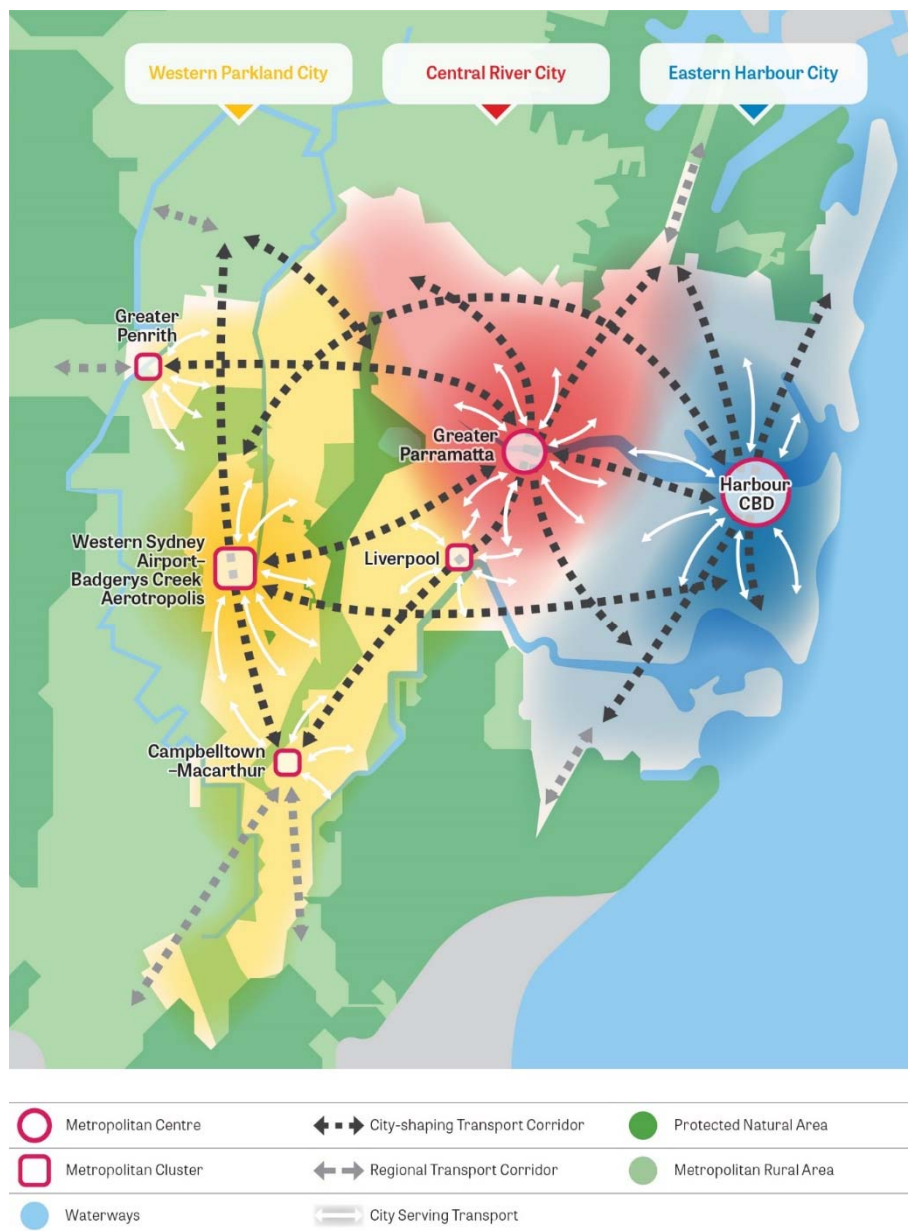 Western Parkland City
Central River City
Eastern Harbour City
Greater
Penrith
Greater
Parramatta
Harbour
CBD
Western Sydney
Airport–
Badgerys Creek
Aerotropolis
Liverpool
Campbelltown
–Macarthur
Metropolitan Centre
City-shaping Transport Corridor
Protected Natural Area
Metropolitan Cluster
Regional Transport Corridor
Metropolitan Rural Area
Waterways
City Serving Transport